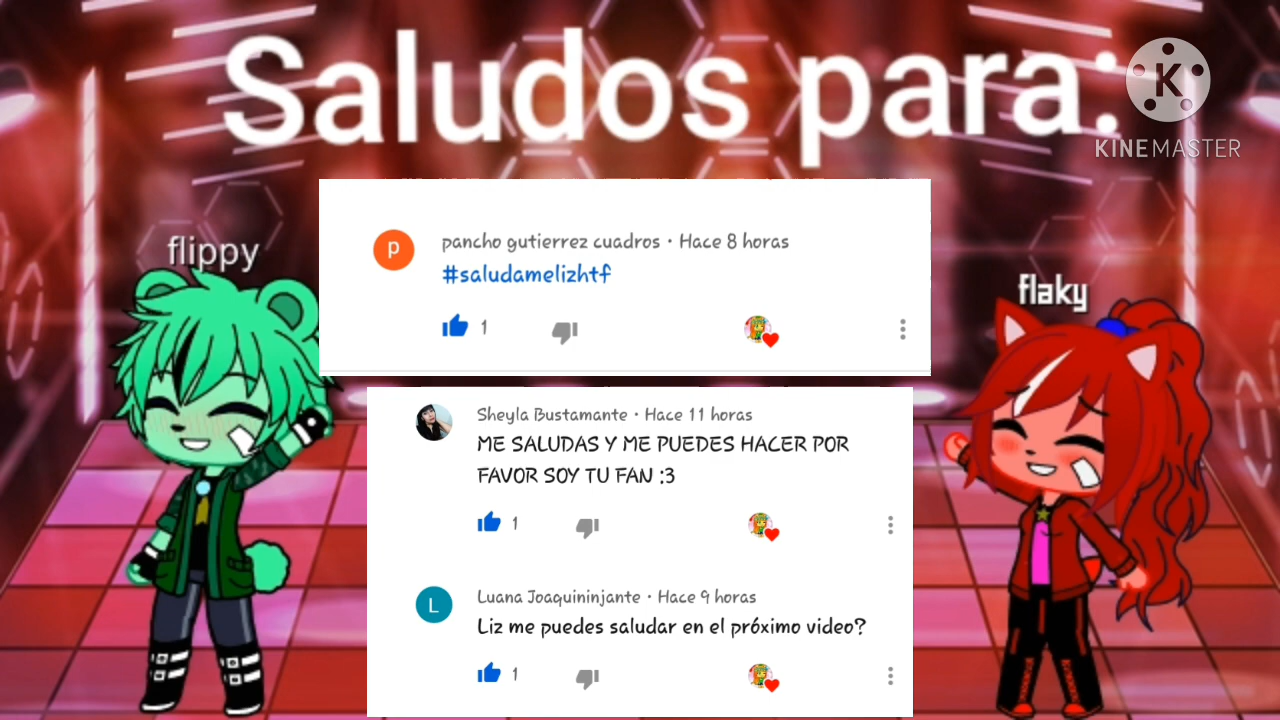 Saludos para:
K
KINEMASTER
flippy
P
pancho gutierrez cuadros · Hace 8 horas
#saludamelizhtf
1
flaky
Sheyla Bustamante · Hace 11 horas
ME SALUDAS Y ME PUEDES HACER POR
FAVOR SOY TU FAN :3
1
L
Luana Joaquininjante · Hace 9 horas
Liz me puedes saludar en el próximo video?
1